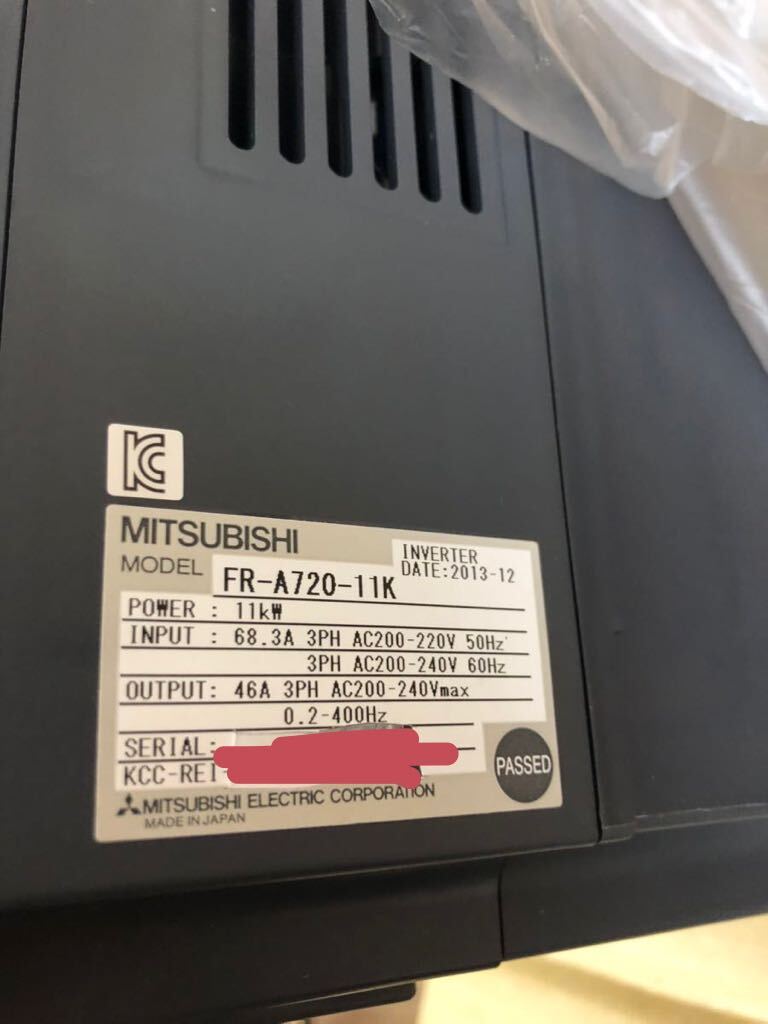 KC
MITSUBISHI
INVERTER
DATE:2013-12
MODEL FR-A720-11K
POWER : 11kW
INPUT : 68.3A 3PH AC200-220V 50Hz
3PH AC200-240V 60Hz
OUTPUT: 46A 3PH AC200-240Vmax
0.2-400Hz
SERIAL:
KCC-REI-
PASSED
MITSUBISHI ELECTRIC CORPORATION
MADE IN JAPAN